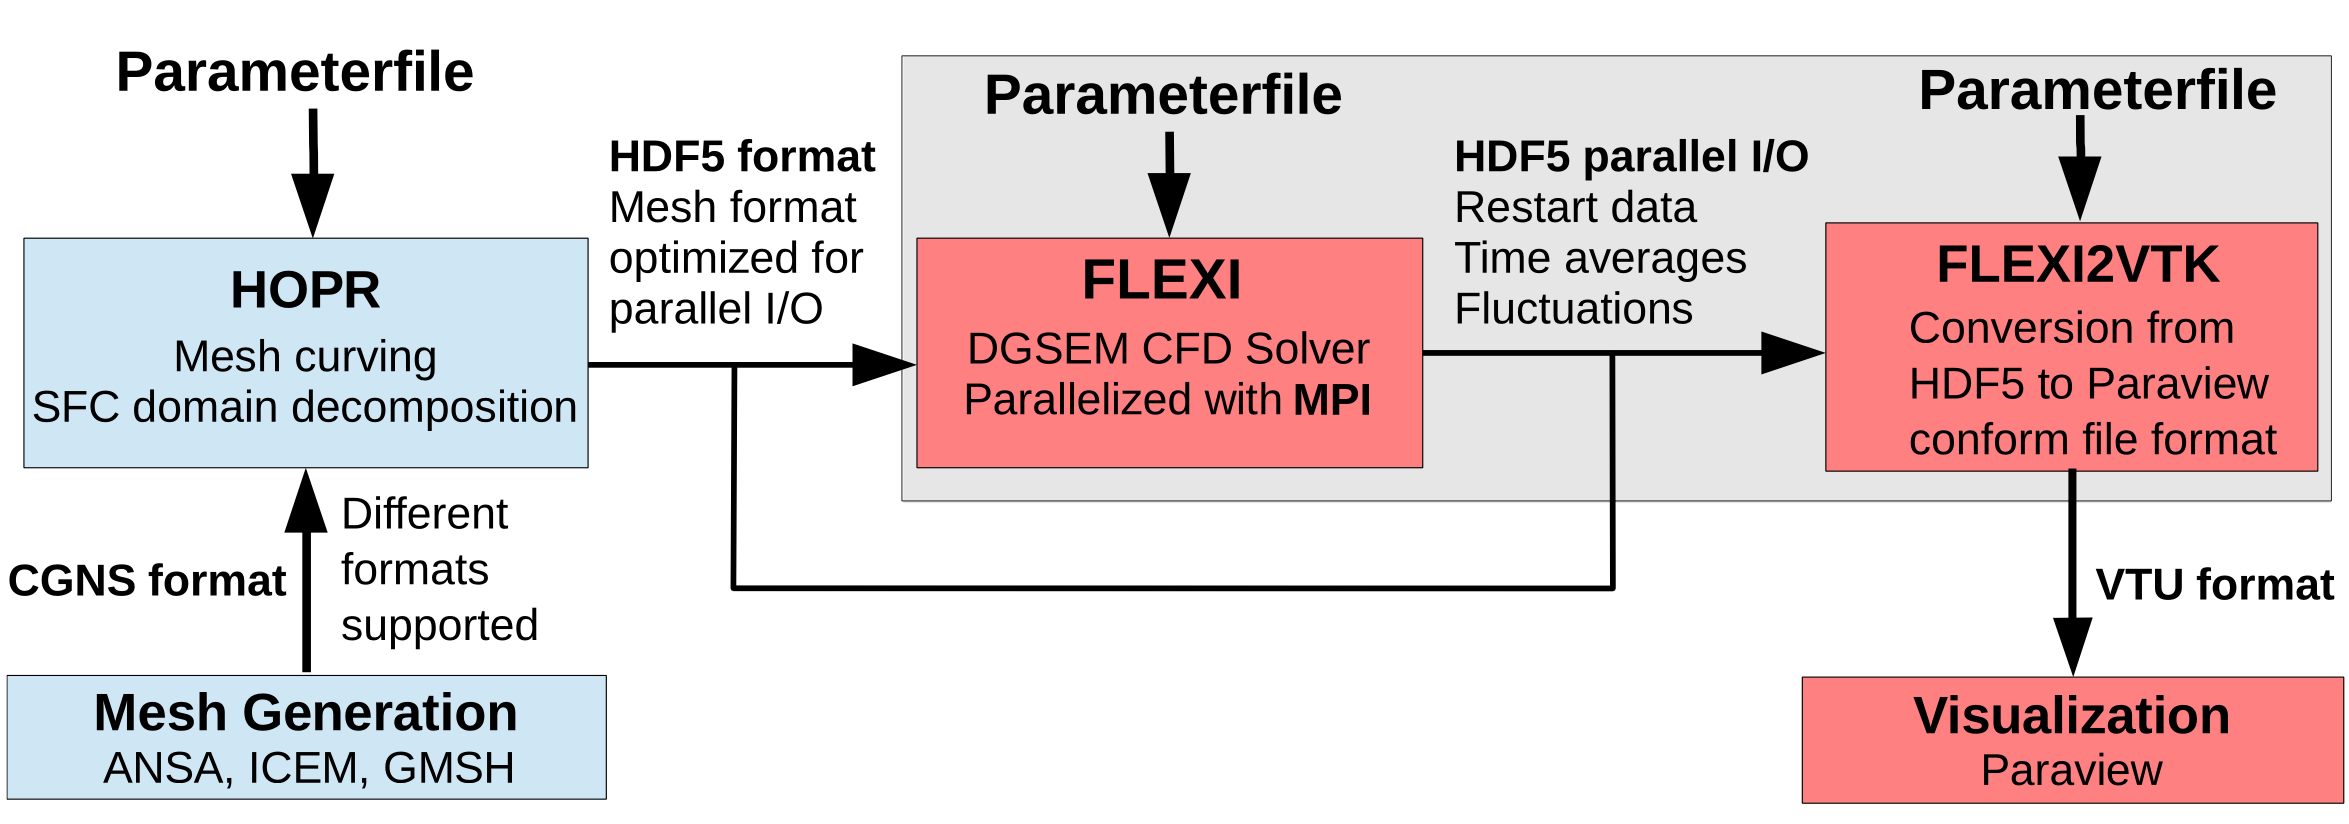 Parameterfile
HOPR
Mesh curving
SFC domain decomposition
CGNS format
Different
formats
supported
Mesh Generation
ANSA, ICEM, GMSH
HDF5 format
Mesh format
optimized for
parallel I/O
Parameterfile
FLEXI
DGSEM CFD Solver
Parallelized with MPI
HDF5 parallel I/O
Restart data
Time averages
Fluctuations
Parameterfile
FLEXI2VTK
Conversion from
HDF5 to Paraview
conform file format
VTU format
Visualization
Paraview